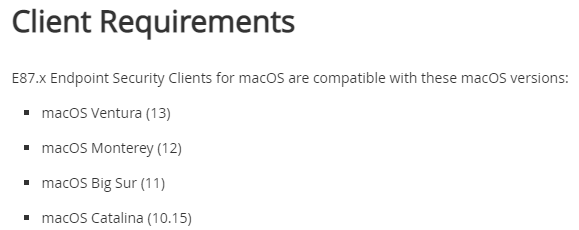 Client Requirements
E87.x Endpoint Security Clients for macOS are compatible with these macOS versions:
▪ macOS Ventura (13)
▪ macOS Monterey (12)
▪ macOS Big Sur (11)
▪ macOS Catalina (10.15)